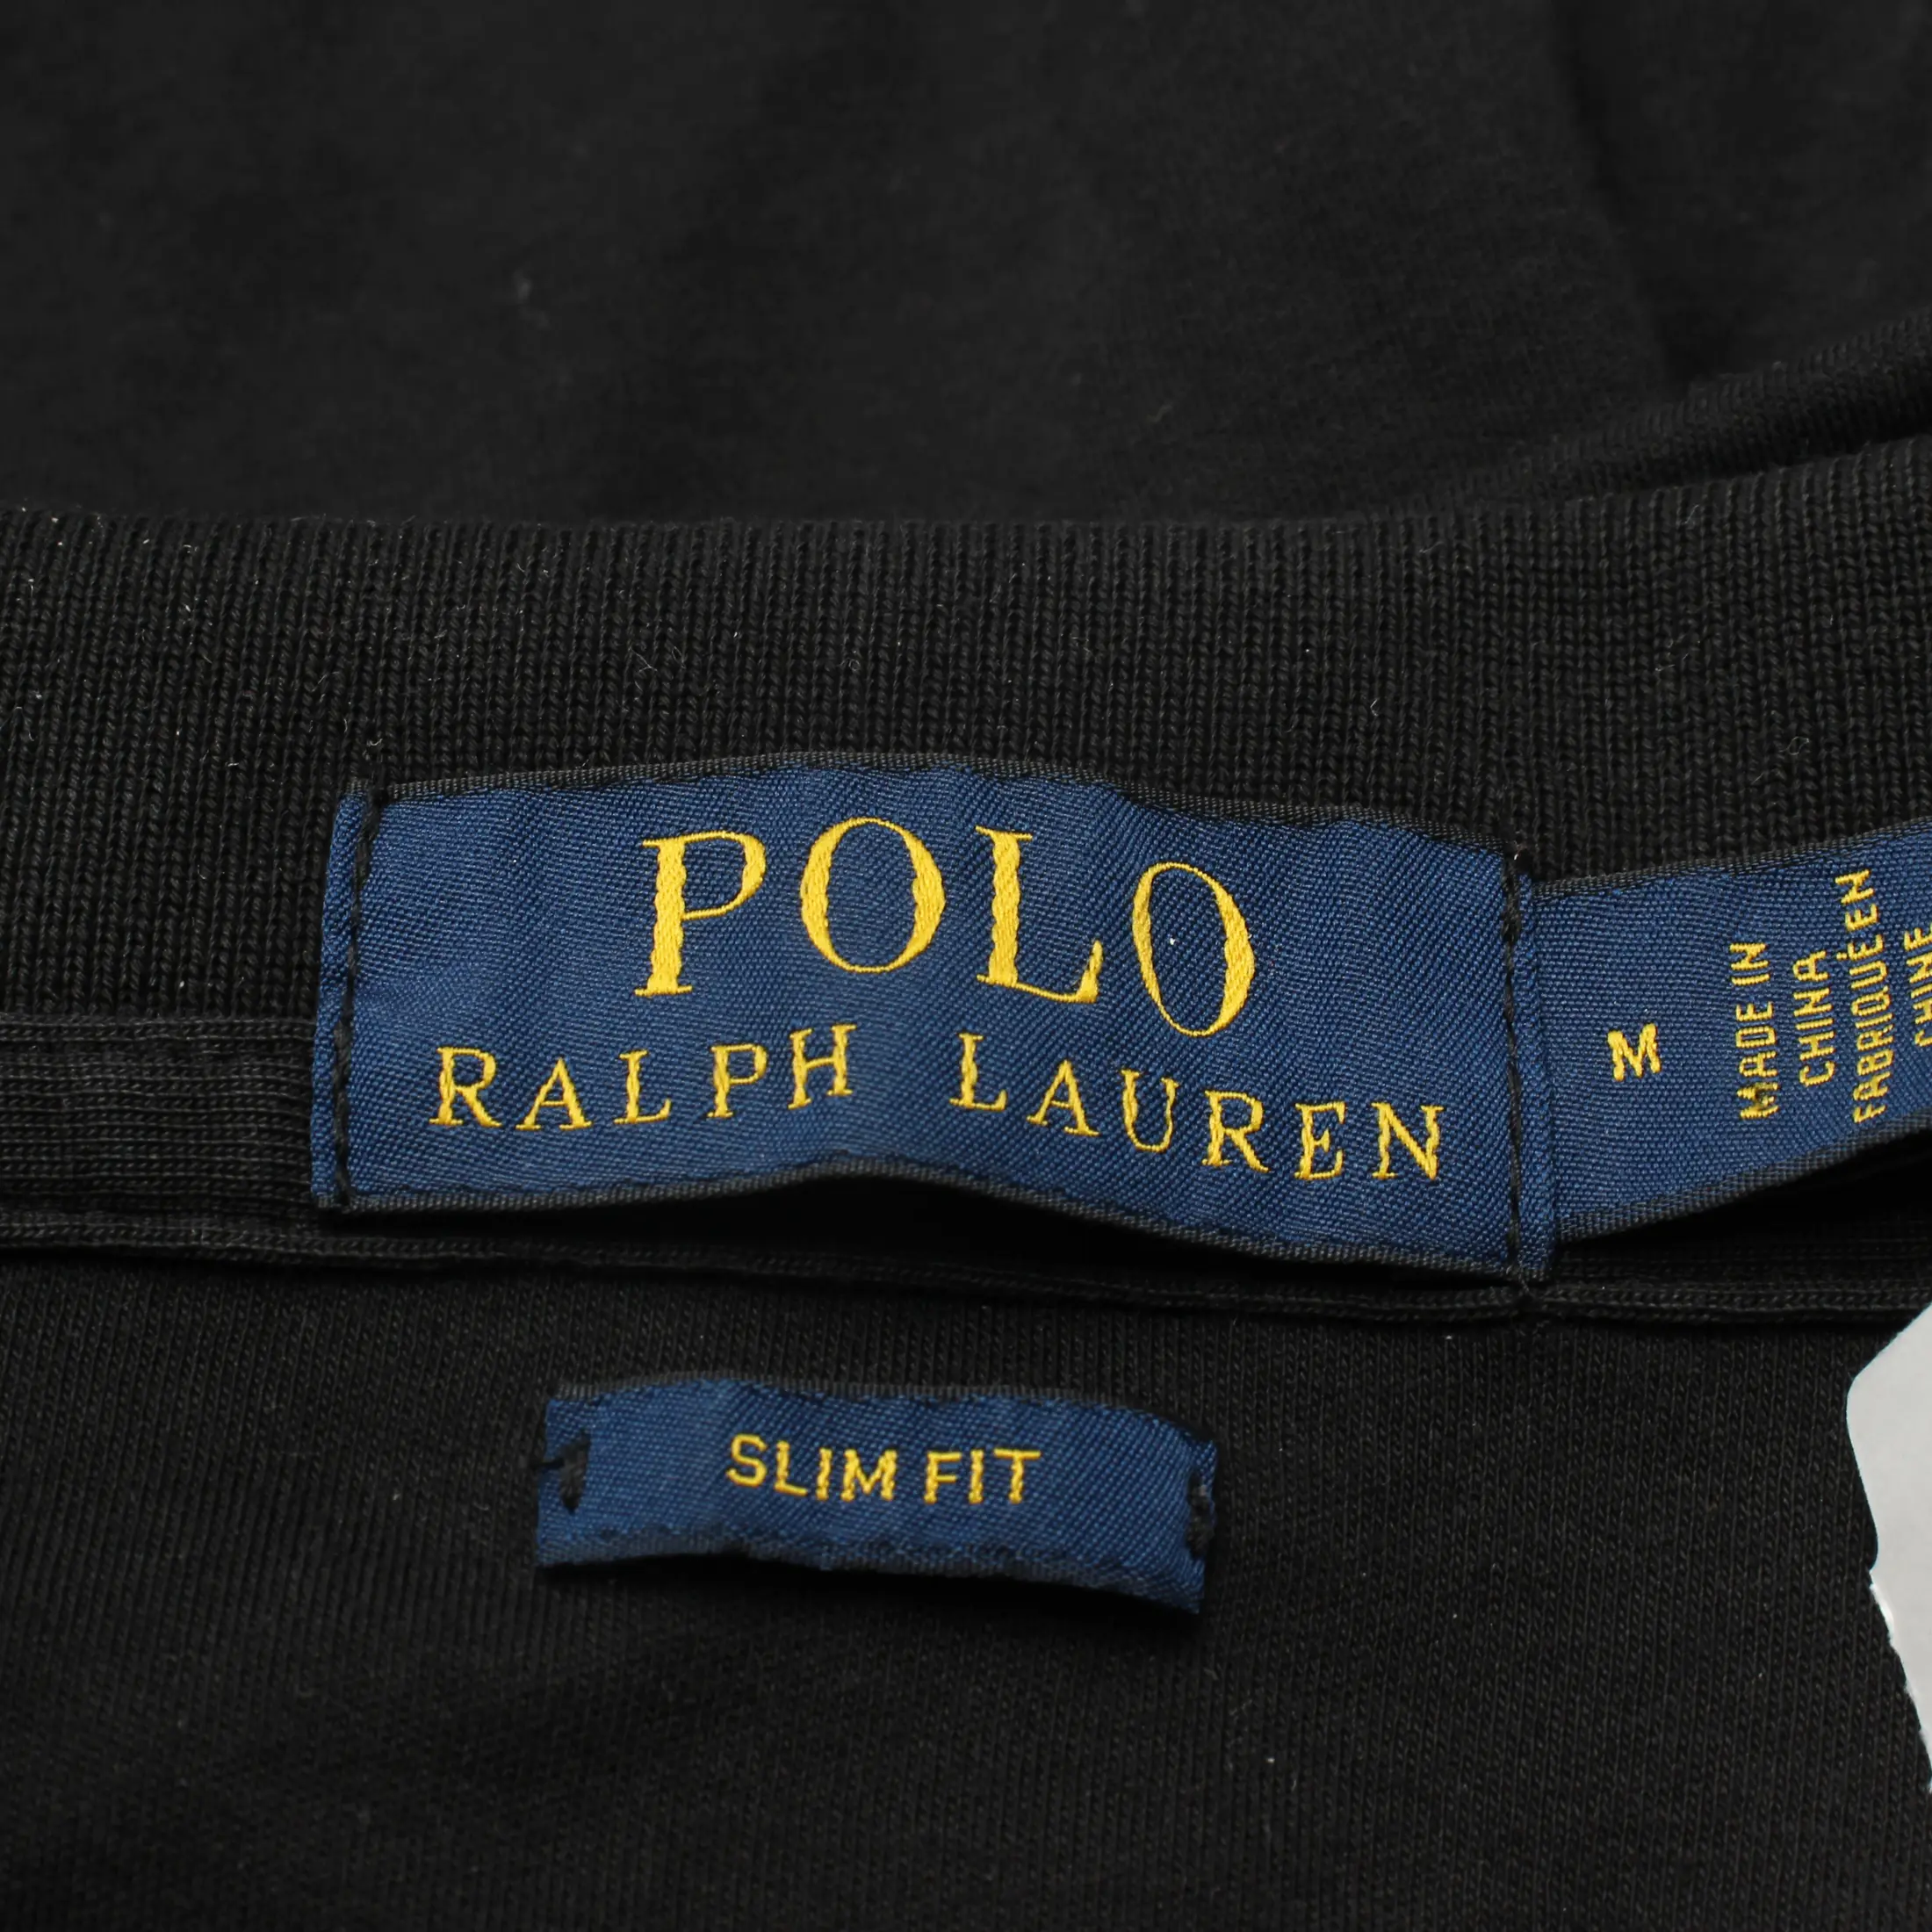 POLO
RALPH LAUREN
M
MADE IN
CHINA
FABRIQUÉ EN
CHINE
SLIM FIT